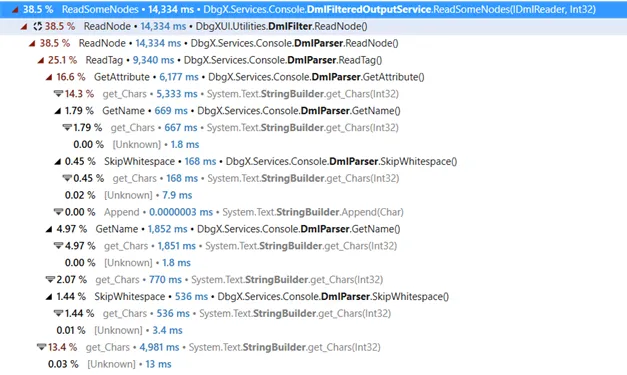 38.5 % ReadSomeNodes • 14,334 ms • DbgX.Services.Console.DmlFilteredOutputService.ReadSomeNodes(IDmlReader, Int32)
38.5 % ReadNode • 14,334 ms • DbgXUI.Utilities.DmlFilter.ReadNode()
38.5 % ReadNode • 14,334 ms • DbgX.Services.Console.DmlParser.ReadNode()
25.1 % ReadTag • 9,340 ms • DbgX.Services.Console.DmlParser.ReadTag()
16.6 % GetAttribute • 6,177 ms • DbgX.Services.Console.DmlParser.GetAttribute()
14.3 % get_Chars • 5,333 ms • System.Text.StringBuilder.get_Chars(Int32)
1.79 % GetName • 669 ms • DbgX.Services.Console.DmlParser.GetName()
1.79 % get_Chars • 667 ms • System.Text.StringBuilder.get_Chars(Int32)
0.00 % [Unknown] • 1.8 ms
0.45 % SkipWhitespace • 168 ms • DbgX.Services.Console.DmlParser.SkipWhitespace()
0.45 % get_Chars • 168 ms • System.Text.StringBuilder.get_Chars(Int32)
0.02 % [Unknown] • 7.9 ms
0.00 % Append • 0.0000003 ms • System.Text.StringBuilder.Append(Char)
4.97 % GetName • 1,852 ms • DbgX.Services.Console.DmlParser.GetName()
4.97 % get_Chars • 1,851 ms • System.Text.StringBuilder.get_Chars(Int32)
0.00 % [Unknown] • 1.8 ms
2.07 % get_Chars • 770 ms • System.Text.StringBuilder.get_Chars(Int32)
1.44 % SkipWhitespace • 536 ms • DbgX.Services.Console.DmlParser.SkipWhitespace()
1.44 % get_Chars • 536 ms • System.Text.StringBuilder.get_Chars(Int32)
0.01 % [Unknown] • 3.4 ms
13.4 % get_Chars • 4,981 ms • System.Text.StringBuilder.get_Chars(Int32)
0.03 % [Unknown] • 13 ms